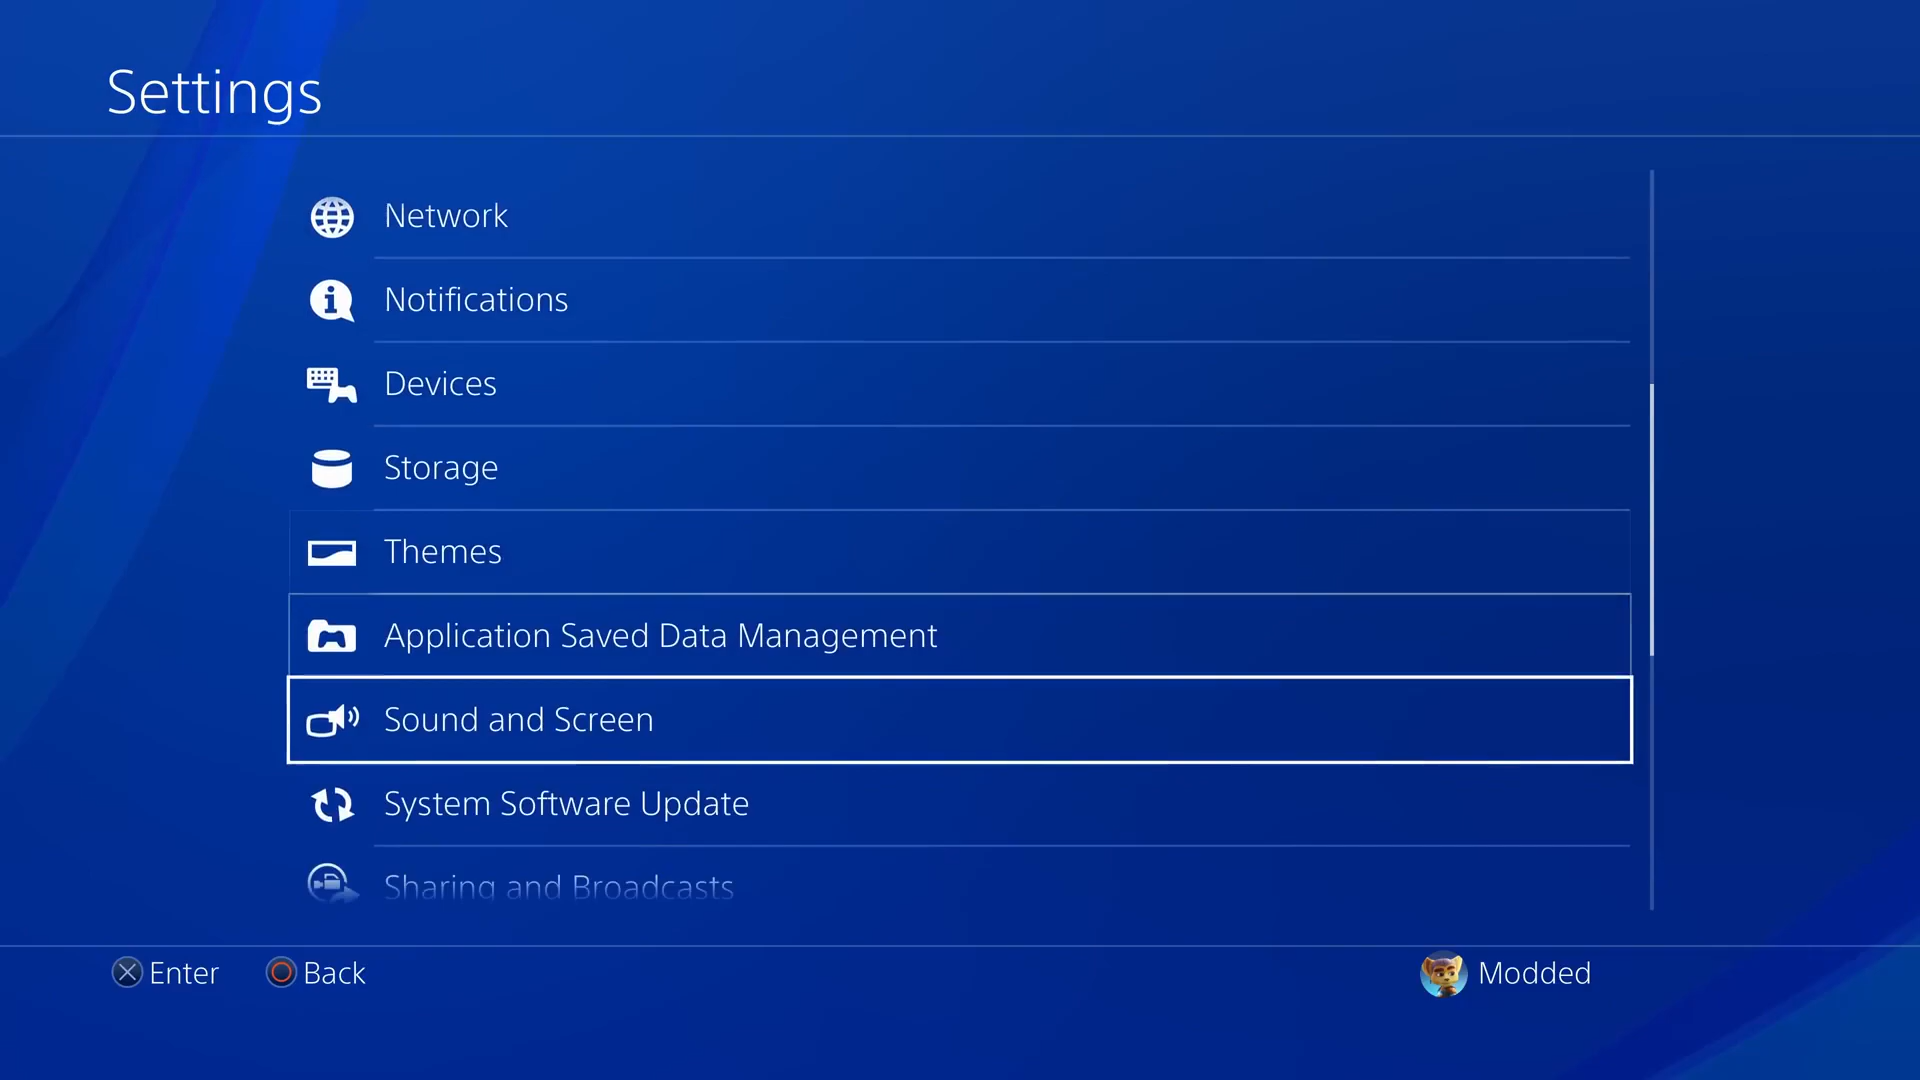 Settings
Network
Notifications
Devices
Storage
Themes
Application Saved Data Management
Sound and Screen
System Software Update
Sharing and Broadcasts
Enter Back Modded